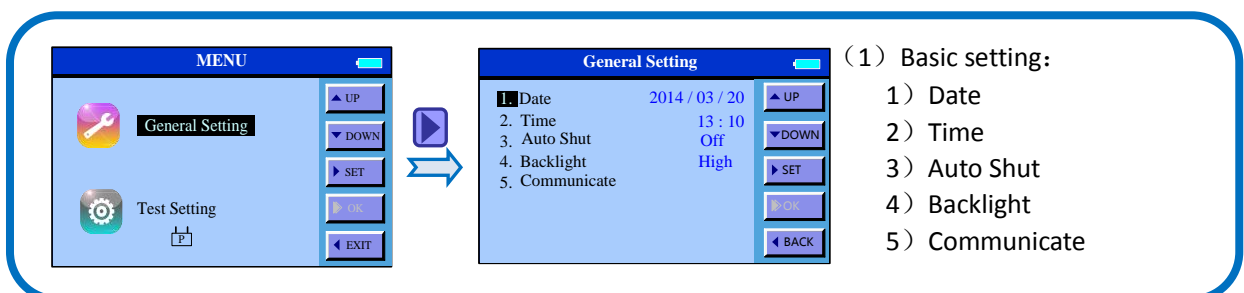 MENU
General Setting
Test Setting
P
UP
DOWN
SET
OK
EXIT
General Setting
1. Date 2014 / 03 / 20
2. Time 13 : 10
3. Auto Shut Off
4. Backlight High
5. Communicate
UP
DOWN
SET
OK
BACK
（1）Basic setting：
1）Date
2）Time
3）Auto Shut
4）Backlight
5）Communicate